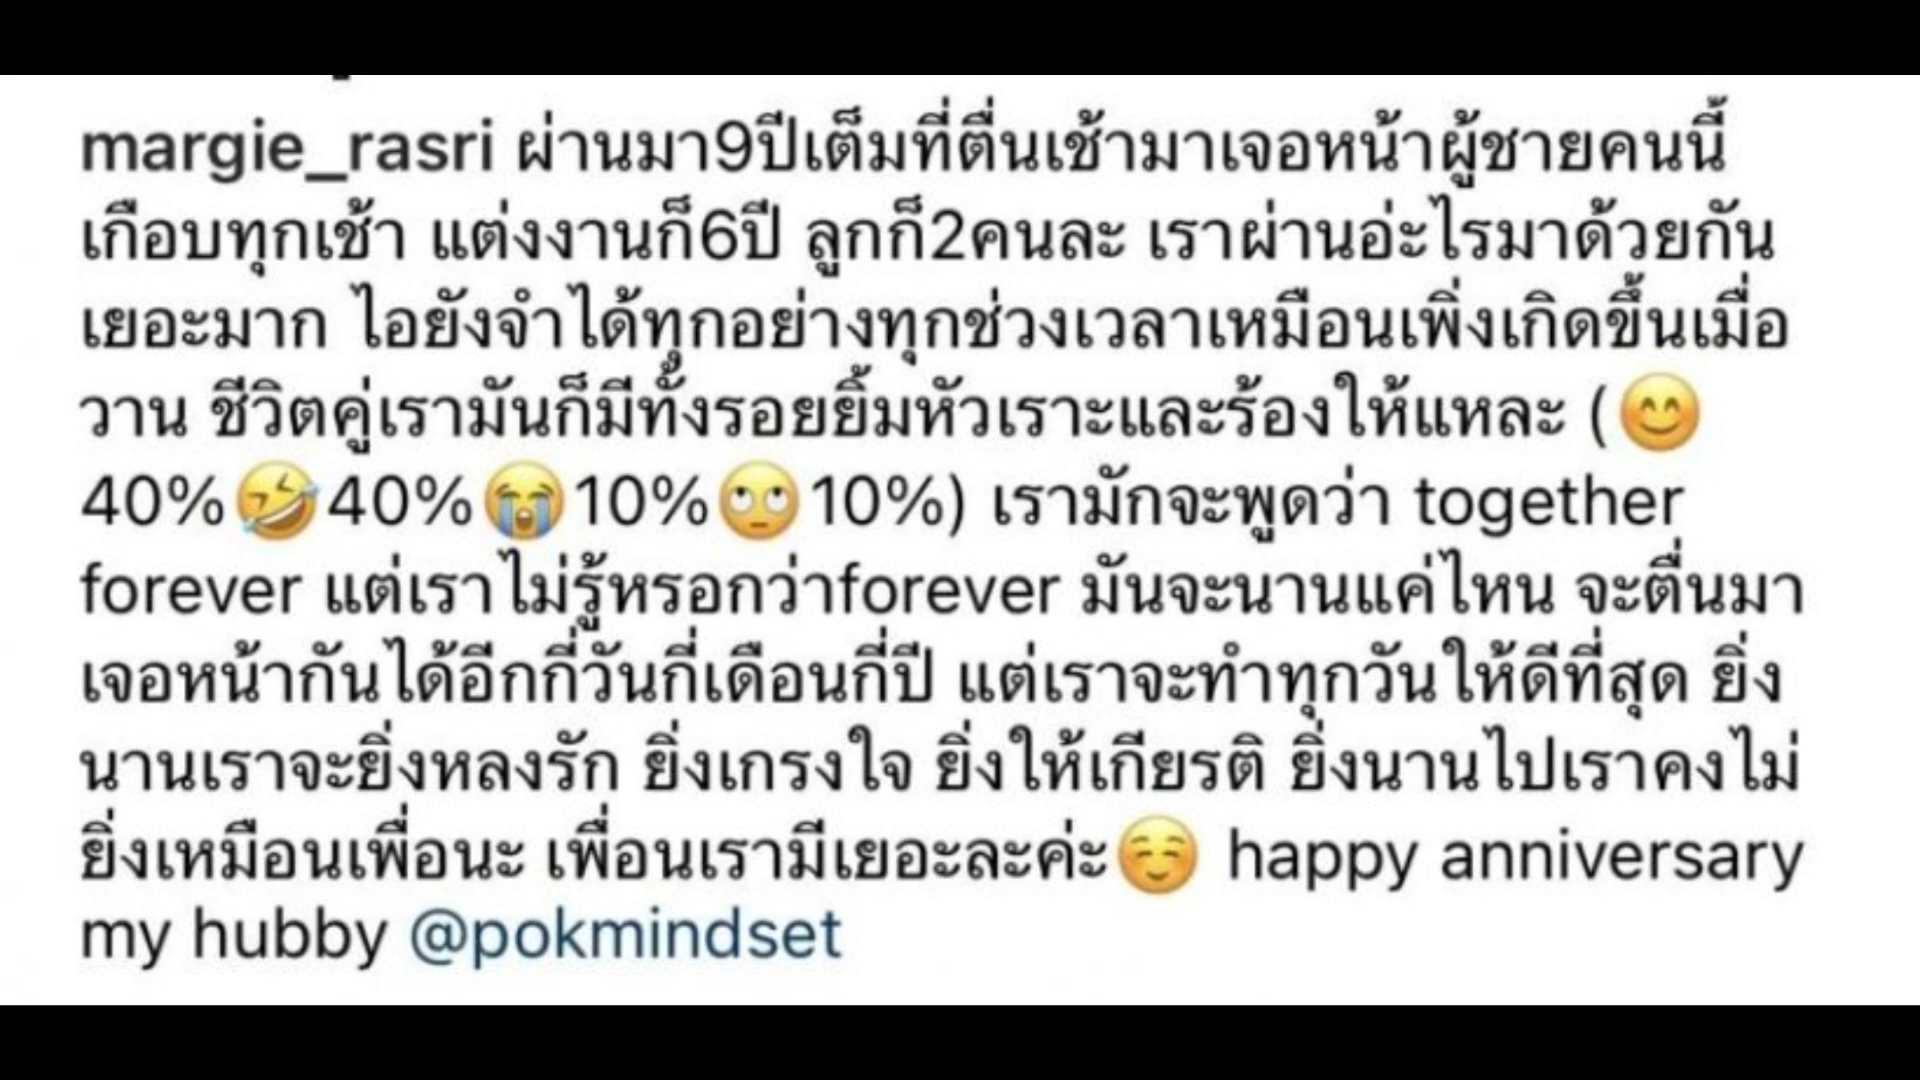 margie_rasri ผ่านมา9ปีเต็มที่ตื่นเช้ามาเจอหน้าผู้ชายคนนี้
เกือบทุกเช้า แต่งงานก็6ปี ลูกก็2คนละ เราผ่านอ่ะไรมาด้วยกัน
เยอะมาก ไอยังจำได้ทุกอย่างทุกช่วงเวลาเหมือนเพิ่งเกิดขึ้นเมื่อ
วาน ชีวิตคู่เรามันก็มีทั้งรอยยิ้มหัวเราะและร้องให้แหละ (😊
40%🤣40%😭10%🙄10%) เรามักจะพูดว่า together
forever แต่เราไม่รู้หรอกว่าforever มันจะนานแค่ไหน จะตื่นมา
เจอหน้ากันได้อีกกี่วันกี่เดือนกี่ปี แต่เราจะทำทุกวันให้ดีที่สุด ยิ่ง
นานเราจะยิ่งหลงรัก ยิ่งเกรงใจ ยิ่งให้เกียรติ ยิ่งนานไปเราคงไม่
ยิ่งเหมือนเพื่อนะ เพื่อนเรามีเยอะละค่ะ☺️ happy anniversary
my hubby @pokmindset